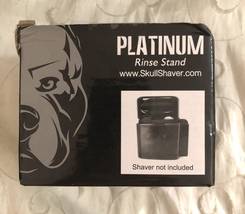 PLATINUM
Rinse Stand
www.SkullShaver.com
Shaver not included